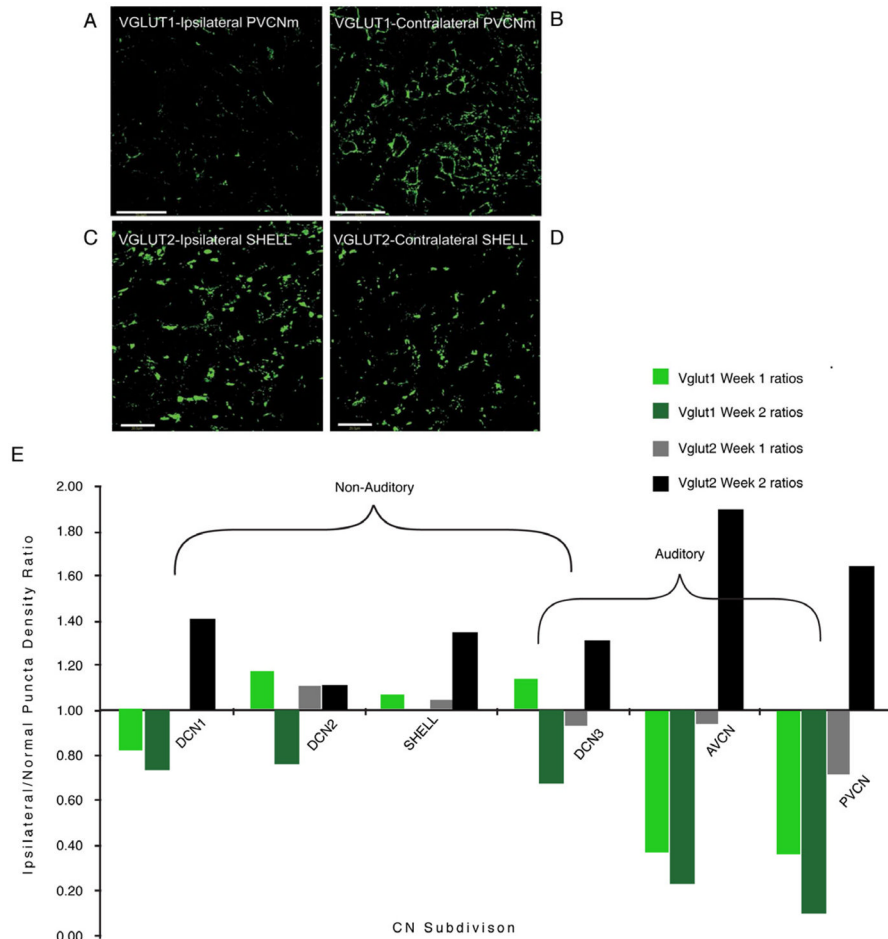 A
VGLUT1-Ipsilateral PVCNm
VGLUT1-Contralateral PVCNm
B
C
VGLUT2-Ipsilateral SHELL
VGLUT2-Contralateral SHELL
D
Vglut1 Week 1 ratios
Vglut1 Week 2 ratios
Vglut2 Week 1 ratios
Vglut2 Week 2 ratios
E
Ipsilateral/Normal Puncta Density Ratio
2.00
1.80
1.60
1.40
1.20
1.00
0.80
0.60
0.40
0.20
0.00
Non-Auditory
Auditory
DCN1
DCN2
SHELL
DCN3
AVCN
PVCN
CN Subdivison